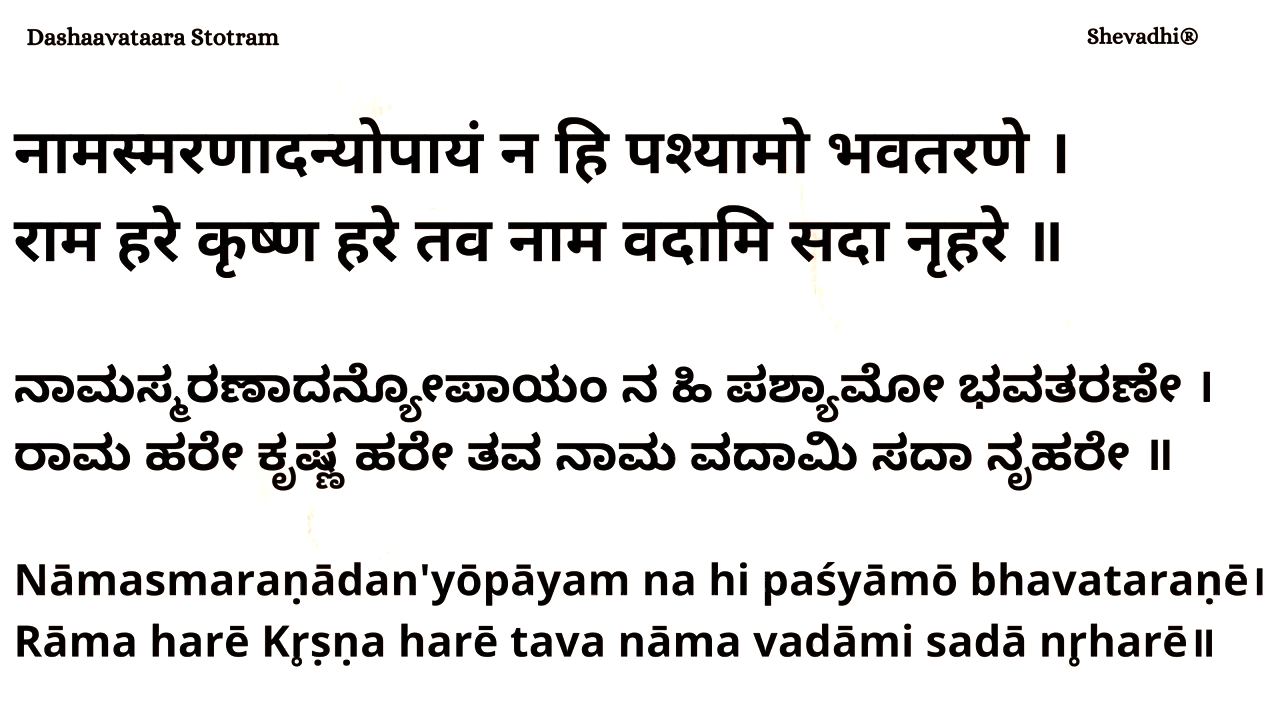 Dashaavataara Stotram
Shevadhi®
नामस्मरणादन्योपायं न हि पश्यामो भवतरणे ।
राम हरे कृष्ण हरे तव नाम वदामि सदा नृहरे ॥
ನಾಮಸ್ಮರಣಾದನ್ಯೋಪಾಯಂ ನ ಹಿ ಪಶ್ಯಾಮೋ ಭವತರಣೇ ।
ರಾಮ ಹರೇ ಕೃಷ್ಣ ಹರೇ ತವ ನಾಮ ವದಾಮಿ ಸದಾ ನೃಹರೇ ॥
Nāmasmaraṇādan'yōpāyam na hi paśyāmō bhavataraṇē।
Rāma harē Kr̥ṣṇa harē tava nāma vadāmi sadā nr̥harē॥